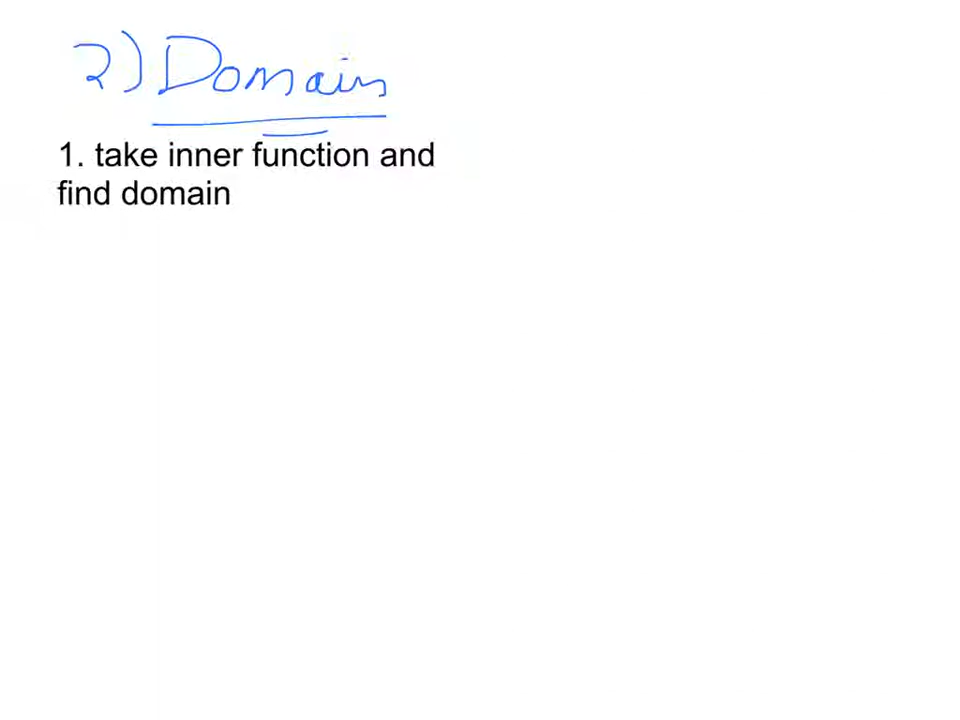 2) Domain
1. take inner function and
find domain